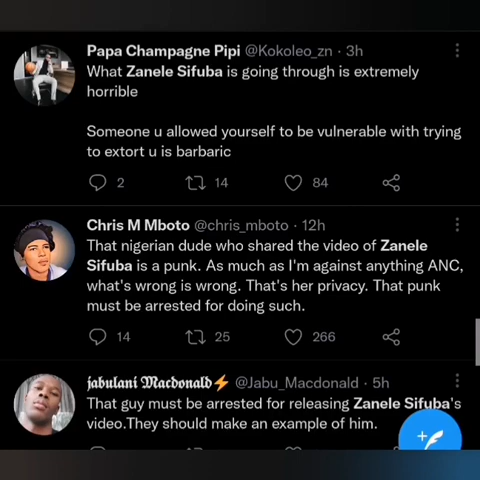 Papa Champagne Pipi @Kokoleo_zn · 3h
What Zanele Sifuba is going through is extremely
horrible
Someone u allowed yourself to be vulnerable with trying
to extort u is barbaric
2 14 84
Chris M Mboto @chris_mboto · 12h
That nigerian dude who shared the video of Zanele
Sifuba is a punk. As much as I'm against anything ANC,
what's wrong is wrong. That's her privacy. That punk
must be arrested for doing such.
14 25 266
𝖏𝖆𝖇𝖚𝖑𝖆𝖓𝖎 𝕸𝖆𝖈𝖉𝖔𝖓𝖆𝖑𝖉⚡ @Jabu_Macdonald · 5h
That guy must be arrested for releasing Zanele Sifuba's
video.They should make an example of him.